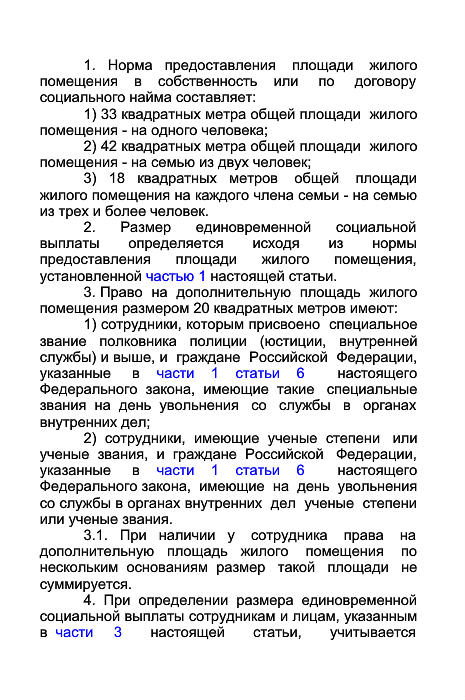 1. Норма предоставления площади жилого
помещения в собственность или по договору
социального найма составляет:
1) 33 квадратных метра общей площади жилого
помещения - на одного человека;
2) 42 квадратных метра общей площади жилого
помещения - на семью из двух человек;
3) 18 квадратных метров общей площади
жилого помещения на каждого члена семьи - на семью
из трех и более человек.
2. Размер единовременной социальной
выплаты определяется исходя из нормы
предоставления площади жилого помещения,
установленной частью 1 настоящей статьи.
3. Право на дополнительную площадь жилого
помещения размером 20 квадратных метров имеют:
1) сотрудники, которым присвоено специальное
звание полковника полиции (юстиции, внутренней
службы) и выше, и граждане Российской Федерации,
указанные в части 1 статьи 6 настоящего
Федерального закона, имеющие такие специальные
звания на день увольнения со службы в органах
внутренних дел;
2) сотрудники, имеющие ученые степени или
ученые звания, и граждане Российской Федерации,
указанные в части 1 статьи 6 настоящего
Федерального закона, имеющие на день увольнения
со службы в органах внутренних дел ученые степени
или ученые звания.
3.1. При наличии у сотрудника права на
дополнительную площадь жилого помещения по
нескольким основаниям размер такой площади не
суммируется.
4. При определении размера единовременной
социальной выплаты сотрудникам и лицам, указанным
в части 3 настоящей статьи, учитывается